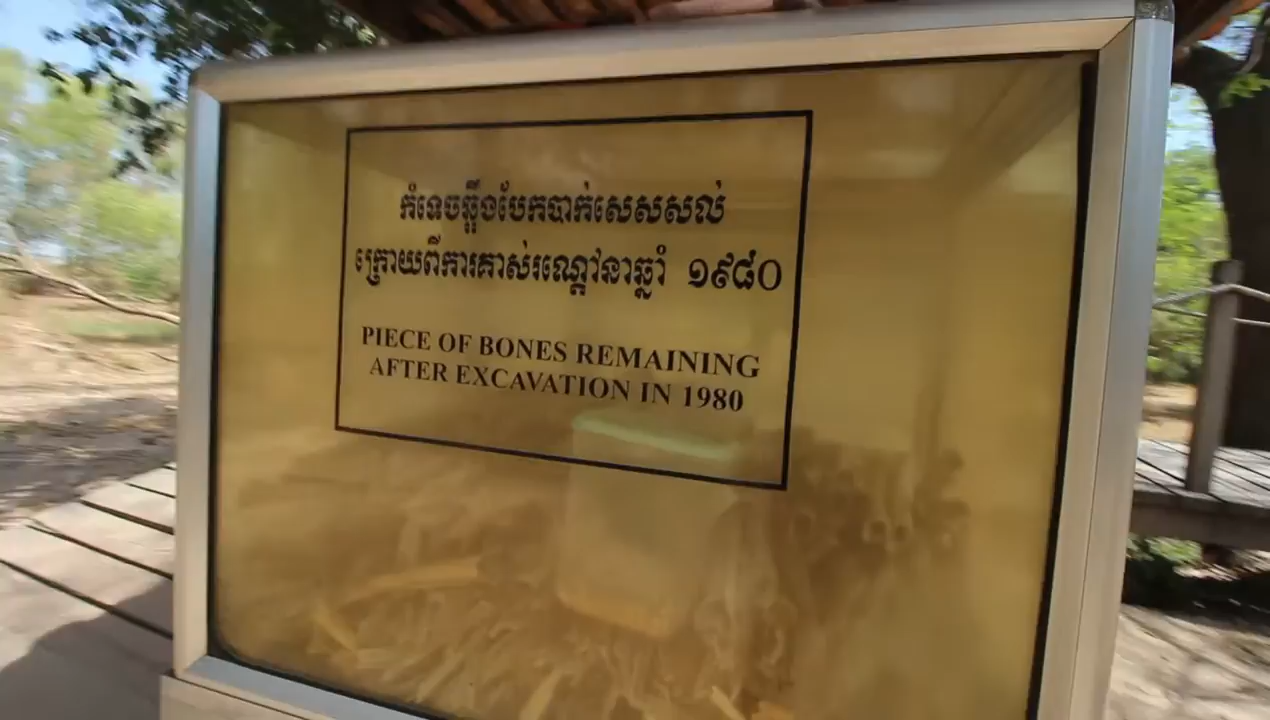 កំទេចឆ្អឹងបែកបាក់សេសសល់
ក្រោយពីការគាស់រណ្តៅនាឆ្នាំ ១៩៨០
PIECE OF BONES REMAINING
AFTER EXCAVATION IN 1980